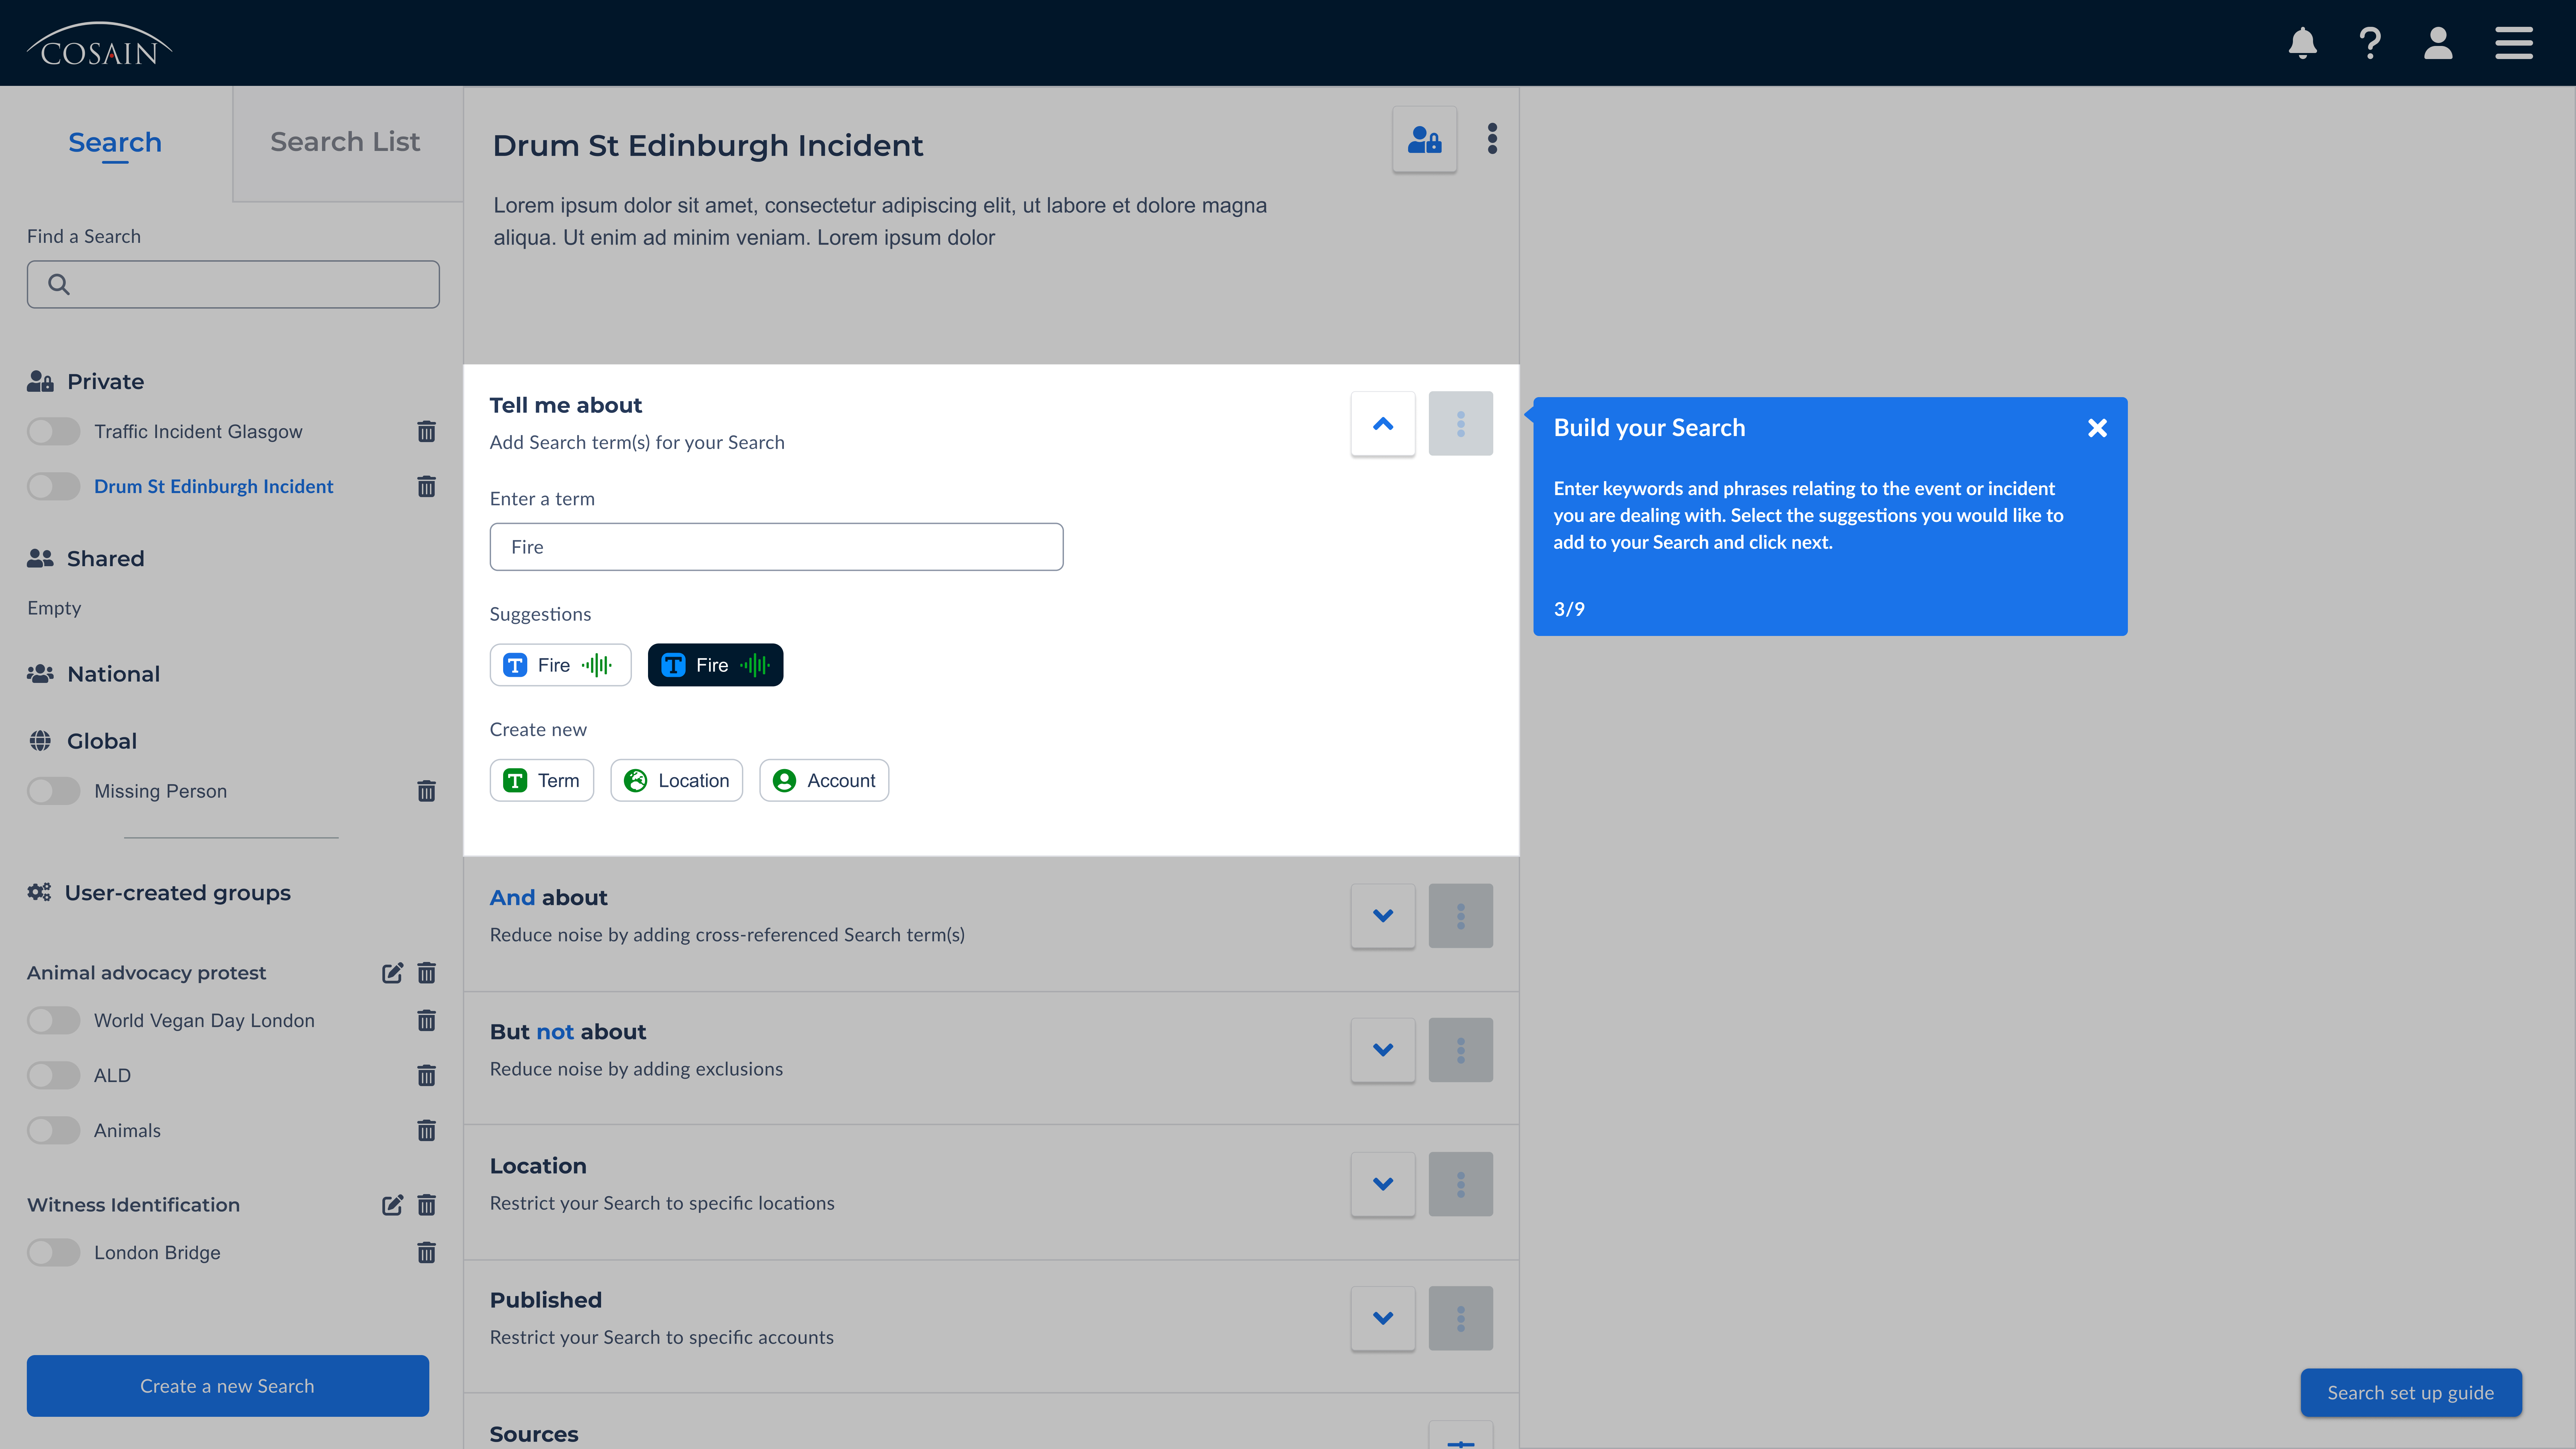 COSAIN
Search
Search List
Find a Search
Private
Traffic Incident Glasgow
Drum St Edinburgh Incident
Shared
Empty
National
Global
Missing Person
User-created groups
Animal advocacy protest
World Vegan Day London
ALD
Animals
Witness Identification
London Bridge
Create a new Search
Drum St Edinburgh Incident
Lorem ipsum dolor sit amet, consectetur adipiscing elit, ut labore et dolore magna
aliqua. Ut enim ad minim veniam. Lorem ipsum dolor
Tell me about
Add Search term(s) for your Search
Enter a term
Fire
Suggestions
T Fire
T Fire
Create new
T Term
Location
Account
And about
Reduce noise by adding cross-referenced Search term(s)
But not about
Reduce noise by adding exclusions
Location
Restrict your Search to specific locations
Published
Restrict your Search to specific accounts
Sources
Build your Search
Enter keywords and phrases relating to the event or incident
you are dealing with. Select the suggestions you would like to
add to your Search and click next.
3/9
Search set up guide